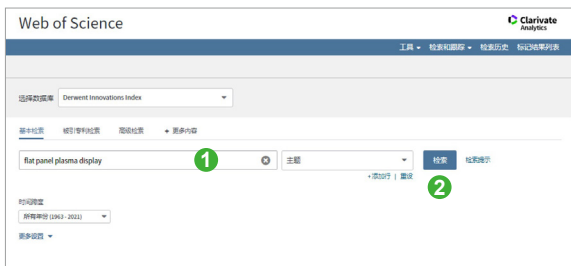 Web of Science
Clarivate
Analytics
工具 检索和跟踪 检索历史 标记结果列表
选择数据库 Derwent Innovations Index
基本检索 被引专利检索 高级检索 + 更多内容
flat panel plasma display 1 主题 检索 检索提示
2
+添加行 | 重设
时间跨度
所有年份 (1963 - 2021)
更多设置